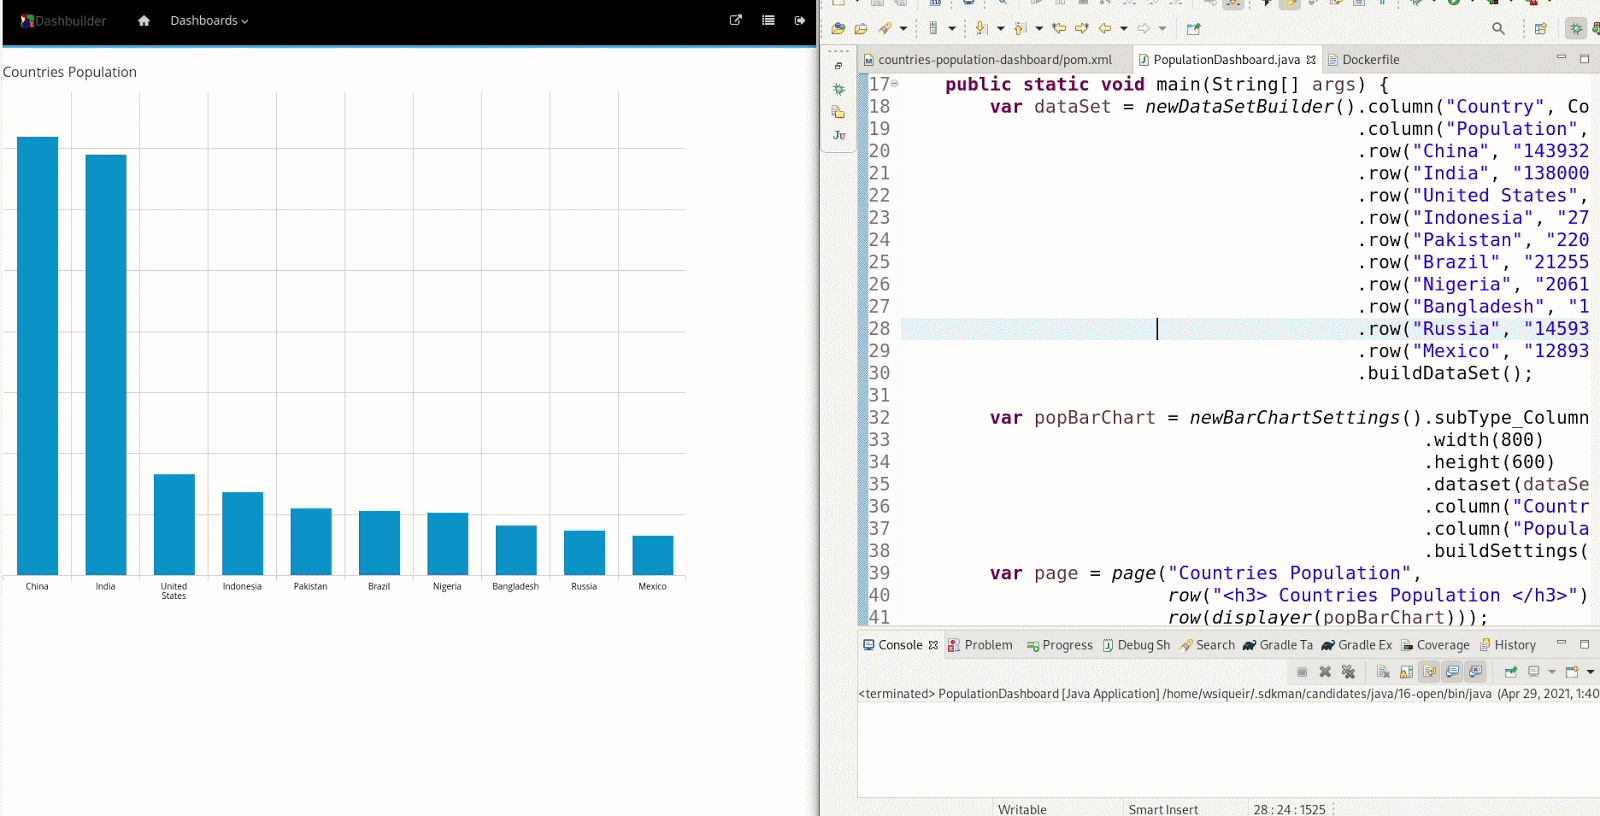 Dashbuilder
Dashboards
Countries Population
China India United States Indonesia Pakistan Brazil Nigeria Bangladesh Russia Mexico
countries-population-dashboard/pom.xml PopulationDashboard.java Dockerfile
17 public static void main(String[] args) {
18 var dataSet = newDataSetBuilder().column("Country", Co
19 .column("Population",
20 .row("China", "143932
21 .row("India", "138000
22 .row("United States",
23 .row("Indonesia", "27
24 .row("Pakistan", "220
25 .row("Brazil", "21255
26 .row("Nigeria", "2061
27 .row("Bangladesh", "1
28 .row("Russia", "14593
29 .row("Mexico", "12893
30 .buildDataSet();
31
32 var popBarChart = newBarChartSettings().subType_Column
33 .width(800)
34 .height(600)
35 .dataset(dataSe
36 .column("Countr
37 .column("Popula
38 .buildSettings(
39 var page = page("Countries Population",
40 row("<h3> Countries Population </h3>")
41 row(displayer(popBarChart)));
Console Problem Progress Debug Sh Search Gradle Ta Gradle Ex Coverage History
<terminated> PopulationDashboard [Java Application] /home/wsiqueir/.sdkman/candidates/java/16-open/bin/java (Apr 29, 2021, 1:40
Writable Smart Insert 28 : 24 : 1525